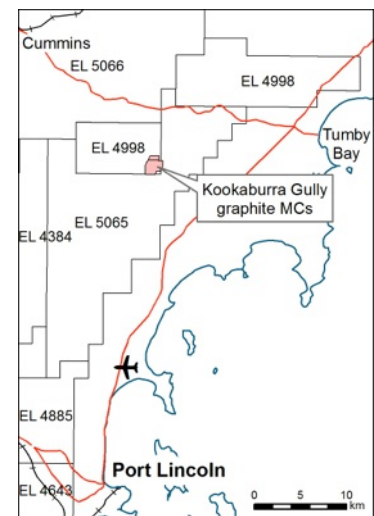 Cummins
EL 5066
EL 4998
EL 4998
Tumby
Bay
Kookaburra Gully
graphite MCs
EL 5065
EL 4384
EL 4885
Port Lincoln
EL 4643
0 5 10
km